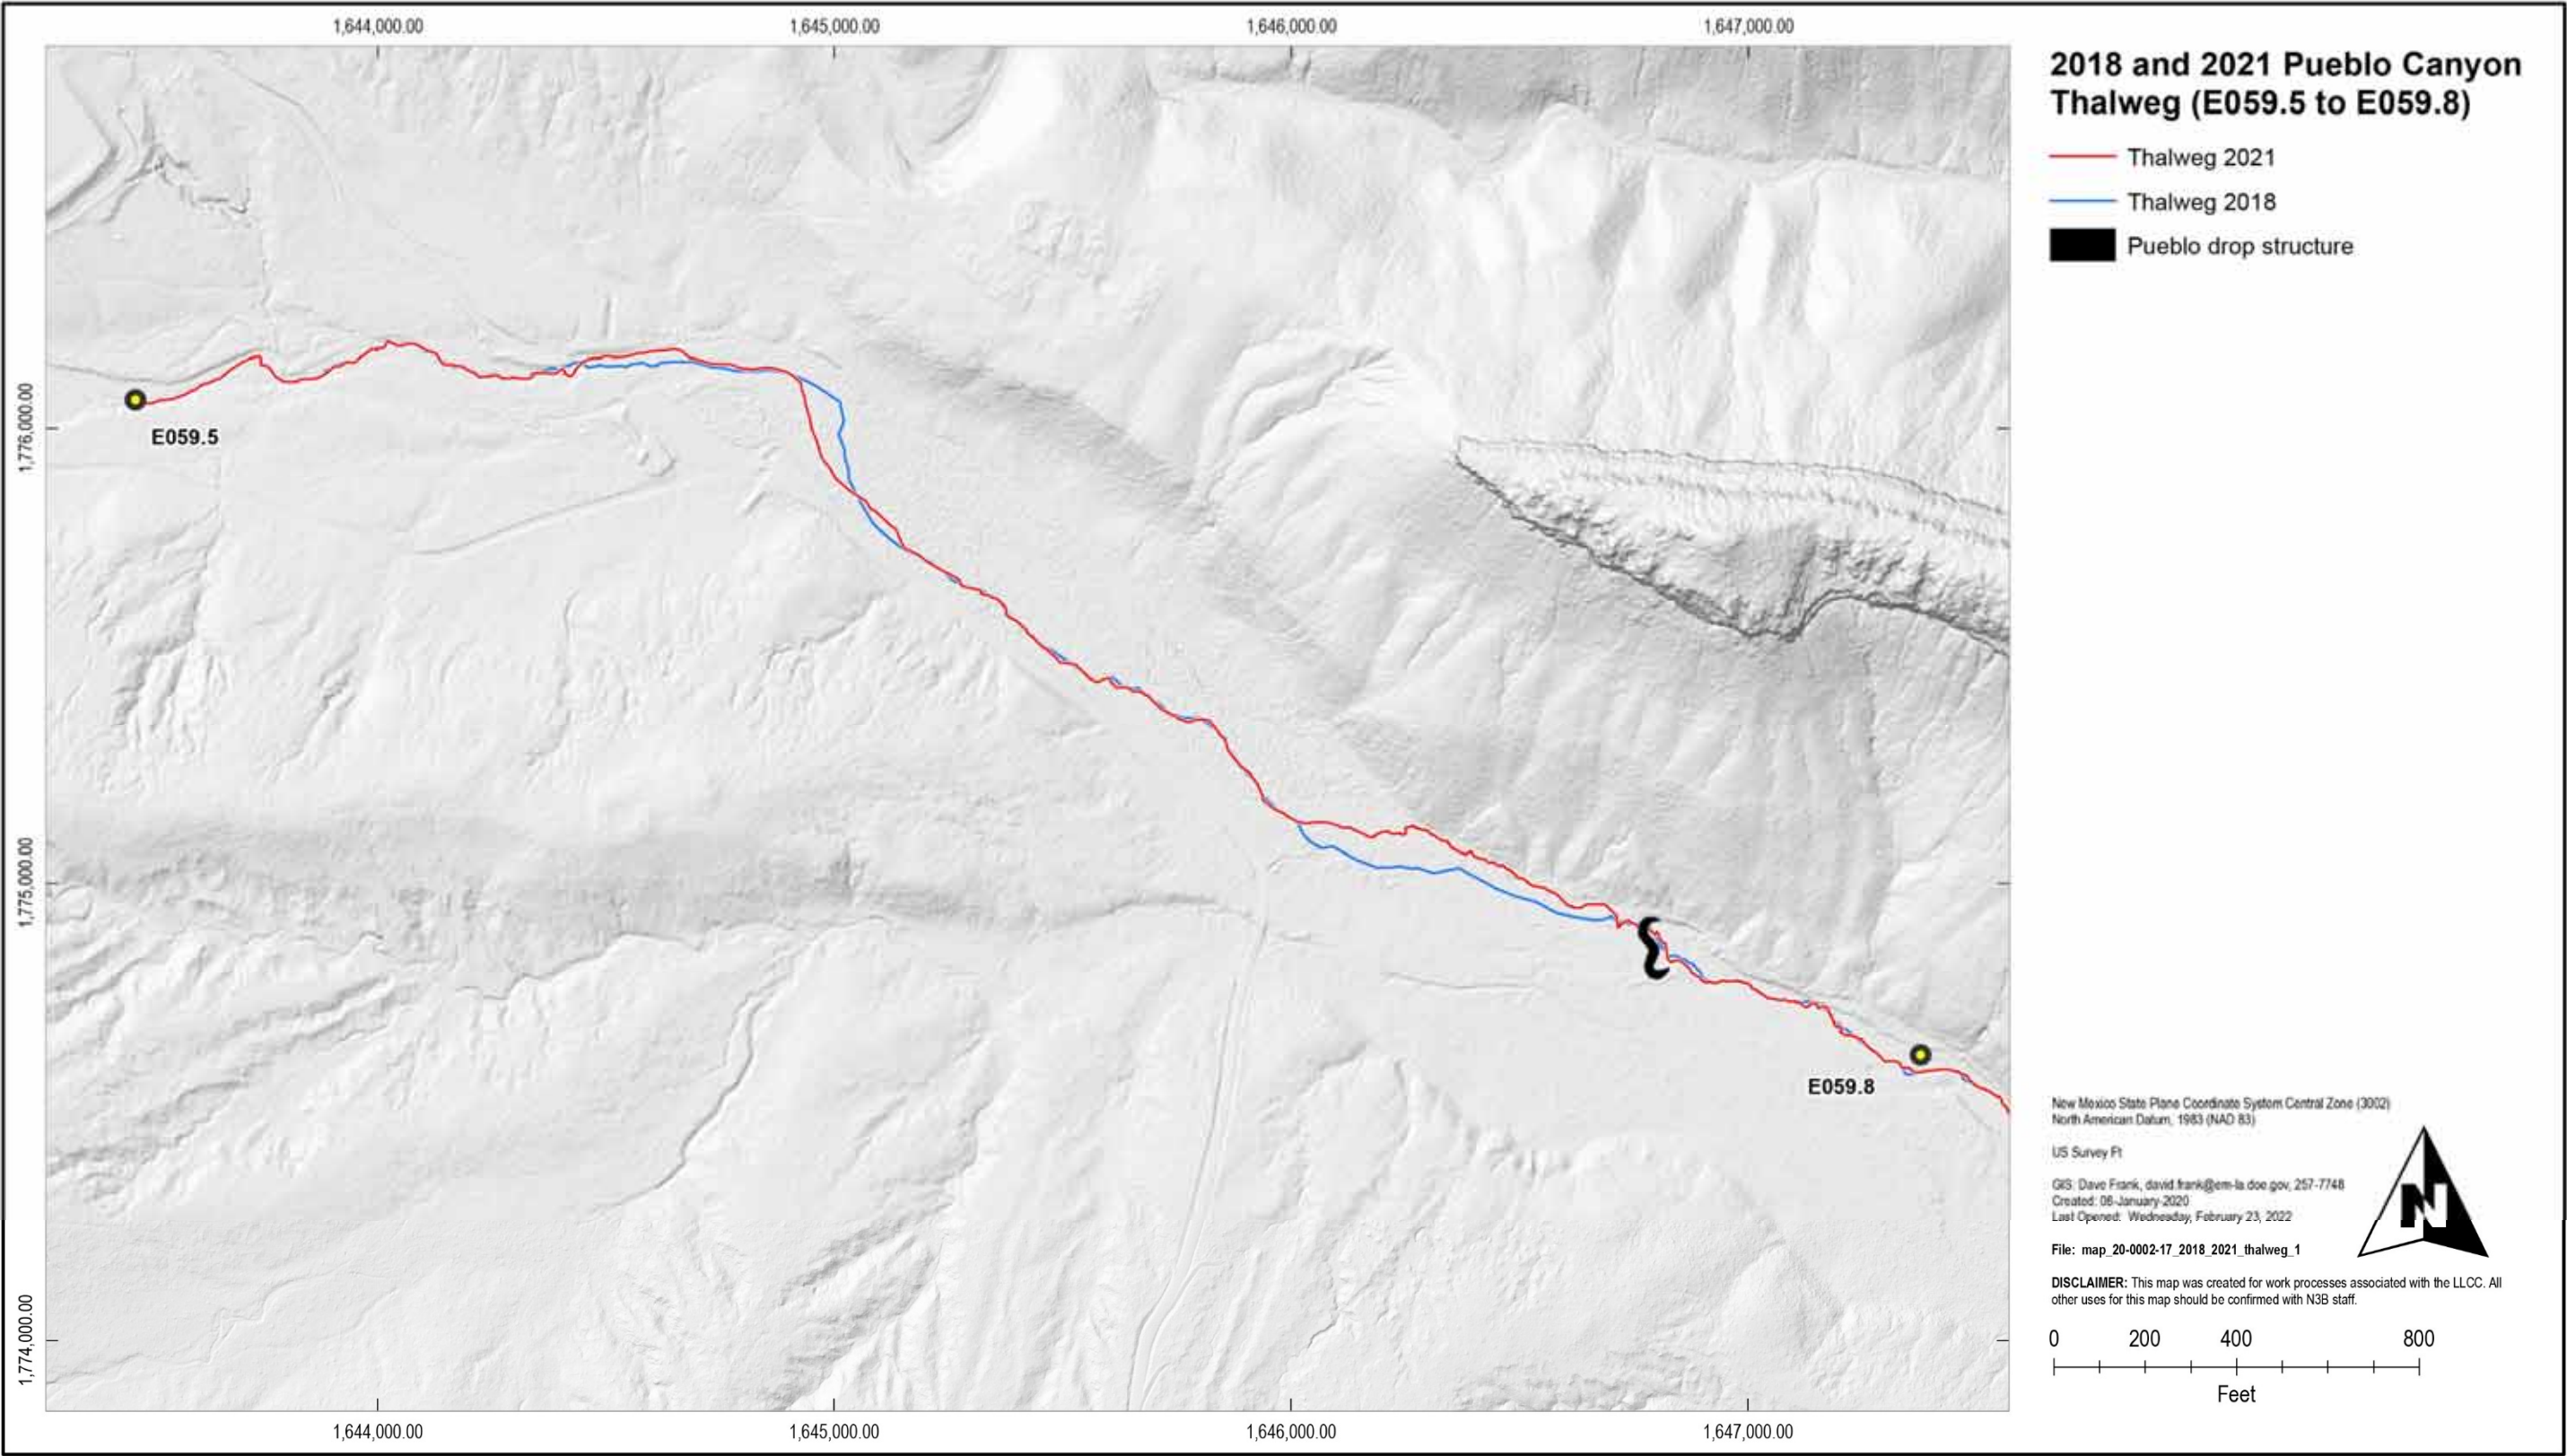 1,644,000.00 1,645,000.00 1,646,000.00 1,647,000.00
2018 and 2021 Pueblo Canyon
Thalweg (E059.5 to E059.8)
Thalweg 2021
Thalweg 2018
Pueblo drop structure
1,776,000.00
1,775,000.00
1,774,000.00
E059.5
E059.8
New Mexico State Plane Coordinate System Central Zone (3002)
North American Datum, 1983 (NAD 83)
US Survey Ft
GIS: Dave Frank, david.frank@em-la.doe.gov, 257-7748
Created: 06-January-2020
Last Opened: Wednesday, February 23, 2022
File: map_20-0002-17_2018_2021_thalweg_1
N
DISCLAIMER: This map was created for work processes associated with the LLCC. All
other uses for this map should be confirmed with N3B staff.
0 200 400 800
Feet
1,644,000.00 1,645,000.00 1,646,000.00 1,647,000.00